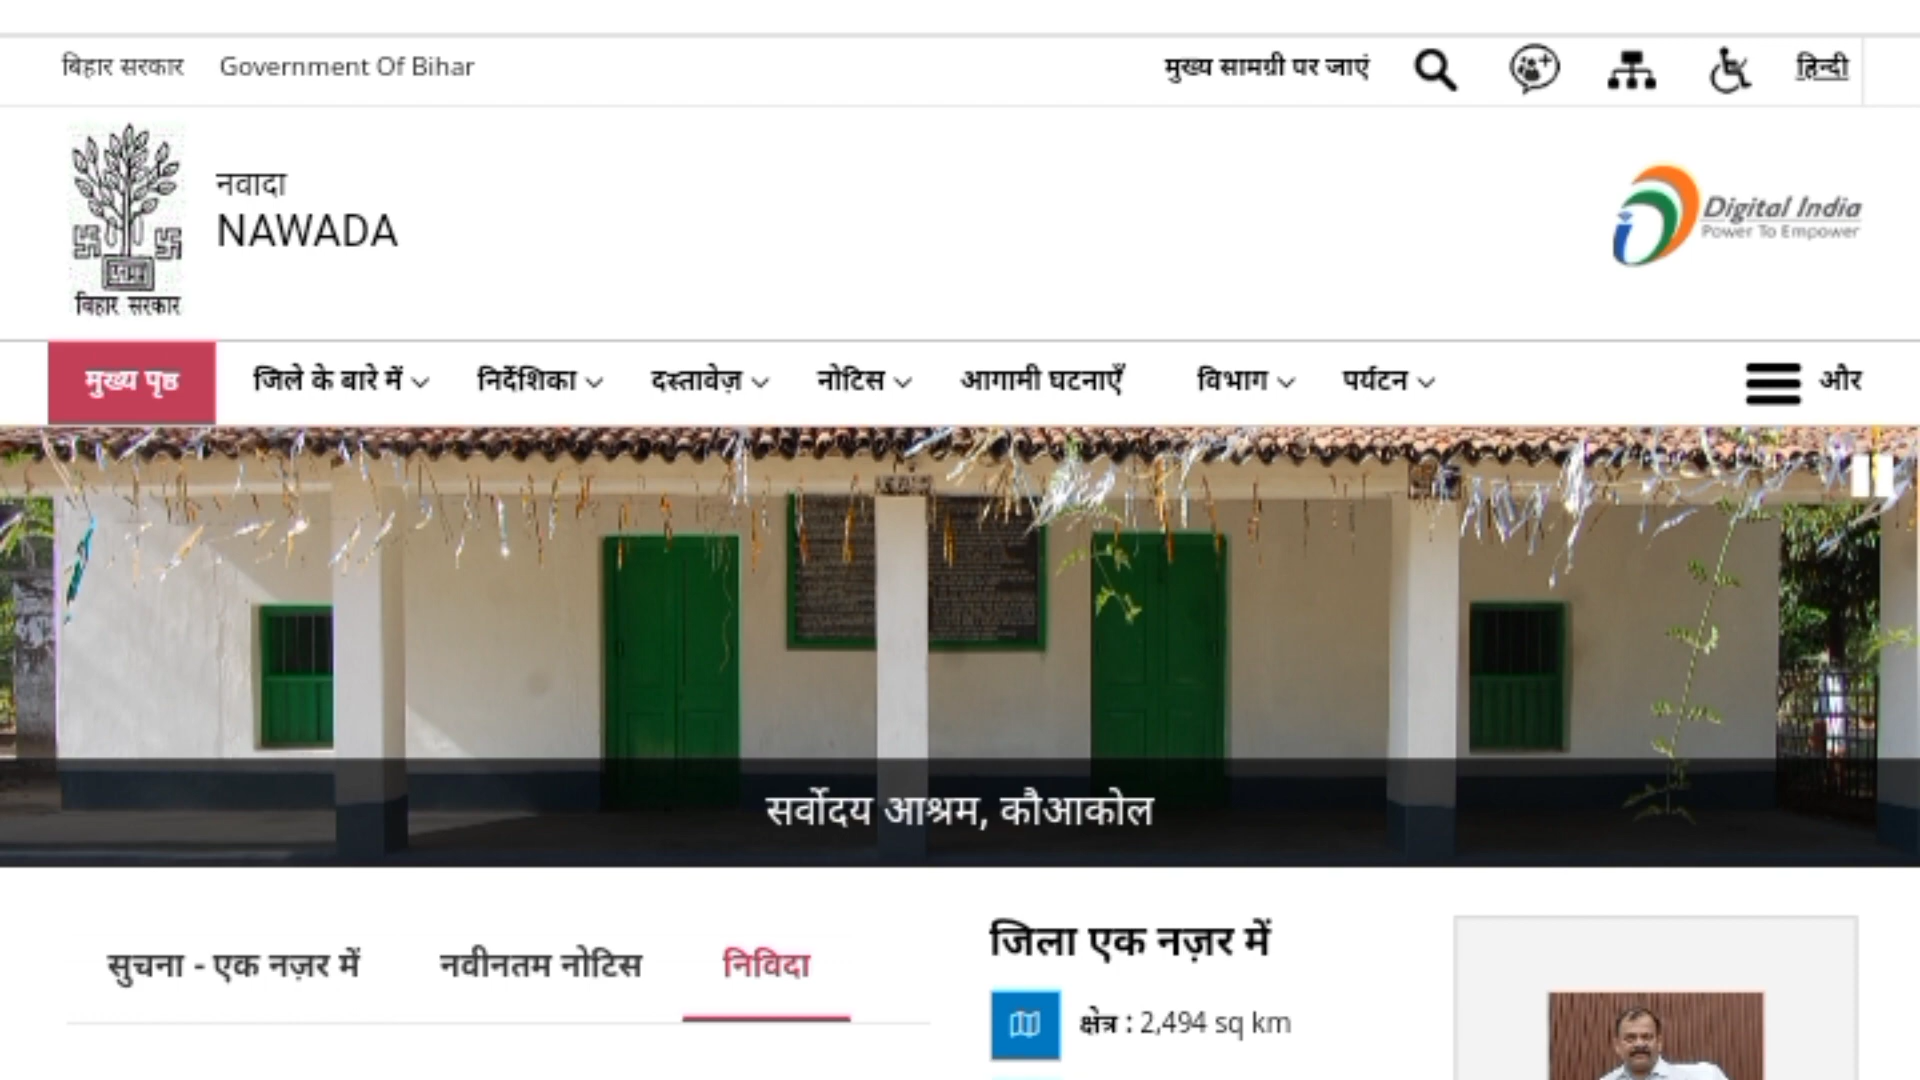 बिहार सरकार Government Of Bihar मुख्य सामग्री पर जाएं हिन्दी
नवादा
NAWADA
बिहार सरकार
Digital India
Power To Empower
मुख्य पृष्ठ जिले के बारे में निर्देशिका दस्तावेज़ नोटिस आगामी घटनाएँ विभाग पर्यटन और
सर्वोदय आश्रम, कौआकोल
सुचना - एक नज़र में नवीनतम नोटिस निविदा
जिला एक नज़र में
क्षेत्र : 2,494 sq km